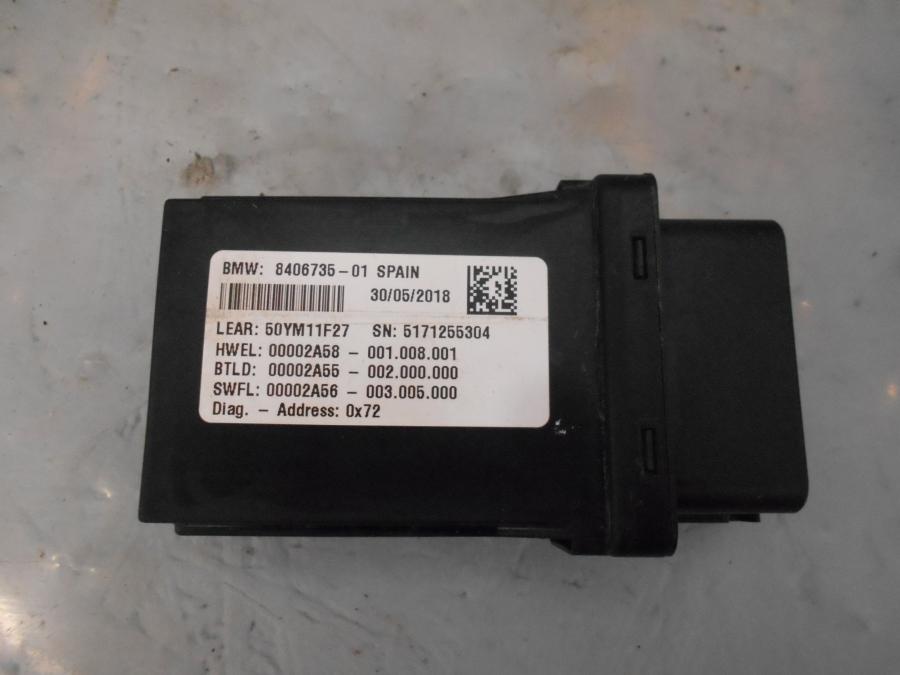 BMW: 8406735-01 SPAIN
30/05/2018
LEAR: 50YM11F27 SN: 5171255304
HWEL: 00002A58 - 001.008.001
BTLD: 00002A55 - 002.000.000
SWFL: 00002A56 - 003.005.000
Diag. - Address: 0x72